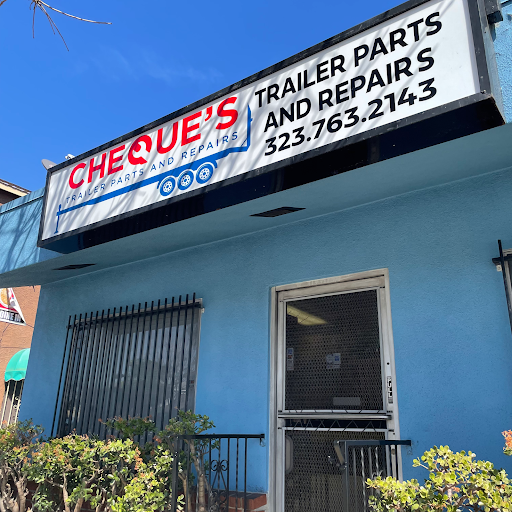 CHEQUE'S
TRAILER PARTS AND REPAIRS
TRAILER PARTS
AND REPAIRS
323.763.2143